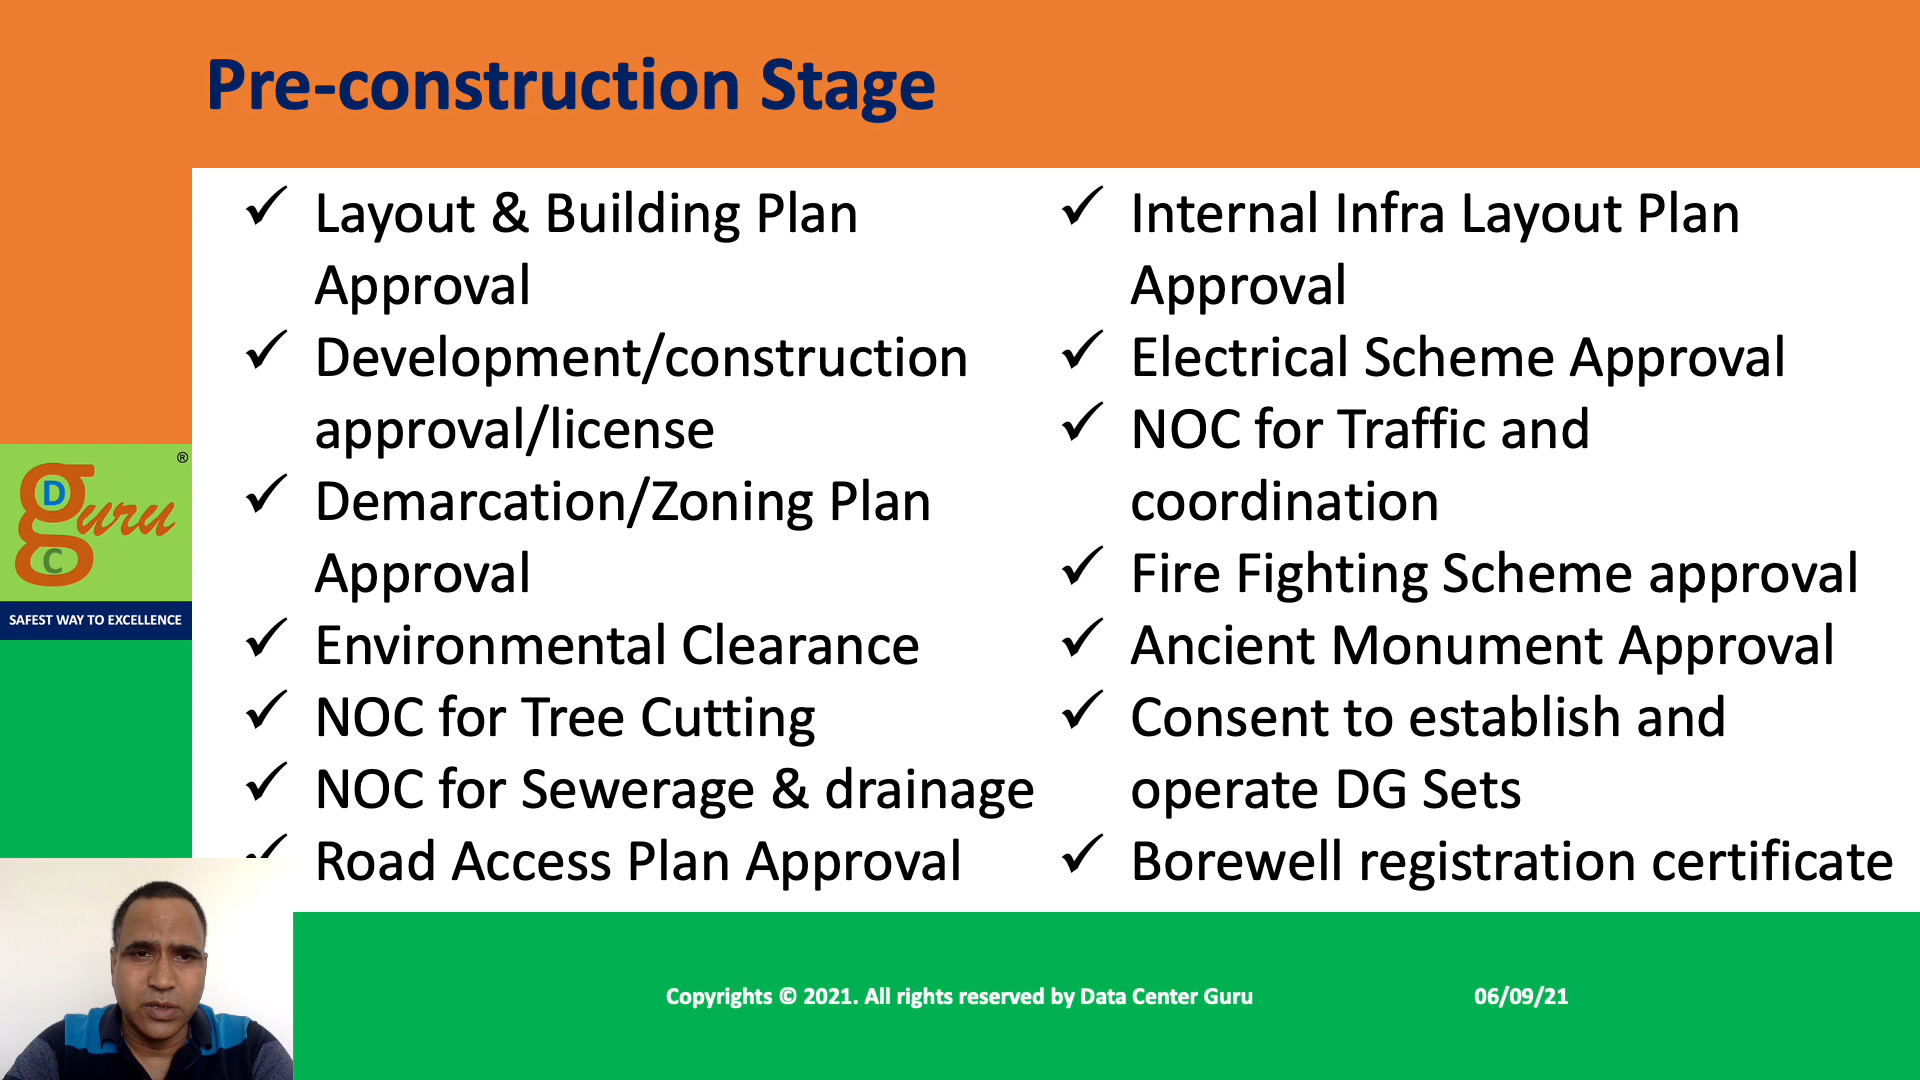 Pre-construction Stage
✓ Layout & Building Plan
Approval
✓ Development/construction
approval/license
✓ Demarcation/Zoning Plan
Approval
✓ Environmental Clearance
✓ NOC for Tree Cutting
✓ NOC for Sewerage & drainage
✓ Road Access Plan Approval
✓ Internal Infra Layout Plan
Approval
✓ Electrical Scheme Approval
✓ NOC for Traffic and
coordination
✓ Fire Fighting Scheme approval
✓ Ancient Monument Approval
✓ Consent to establish and
operate DG Sets
✓ Borewell registration certificate
D
guru ®
C
SAFEST WAY TO EXCELLENCE
Copyrights © 2021. All rights reserved by Data Center Guru
06/09/21